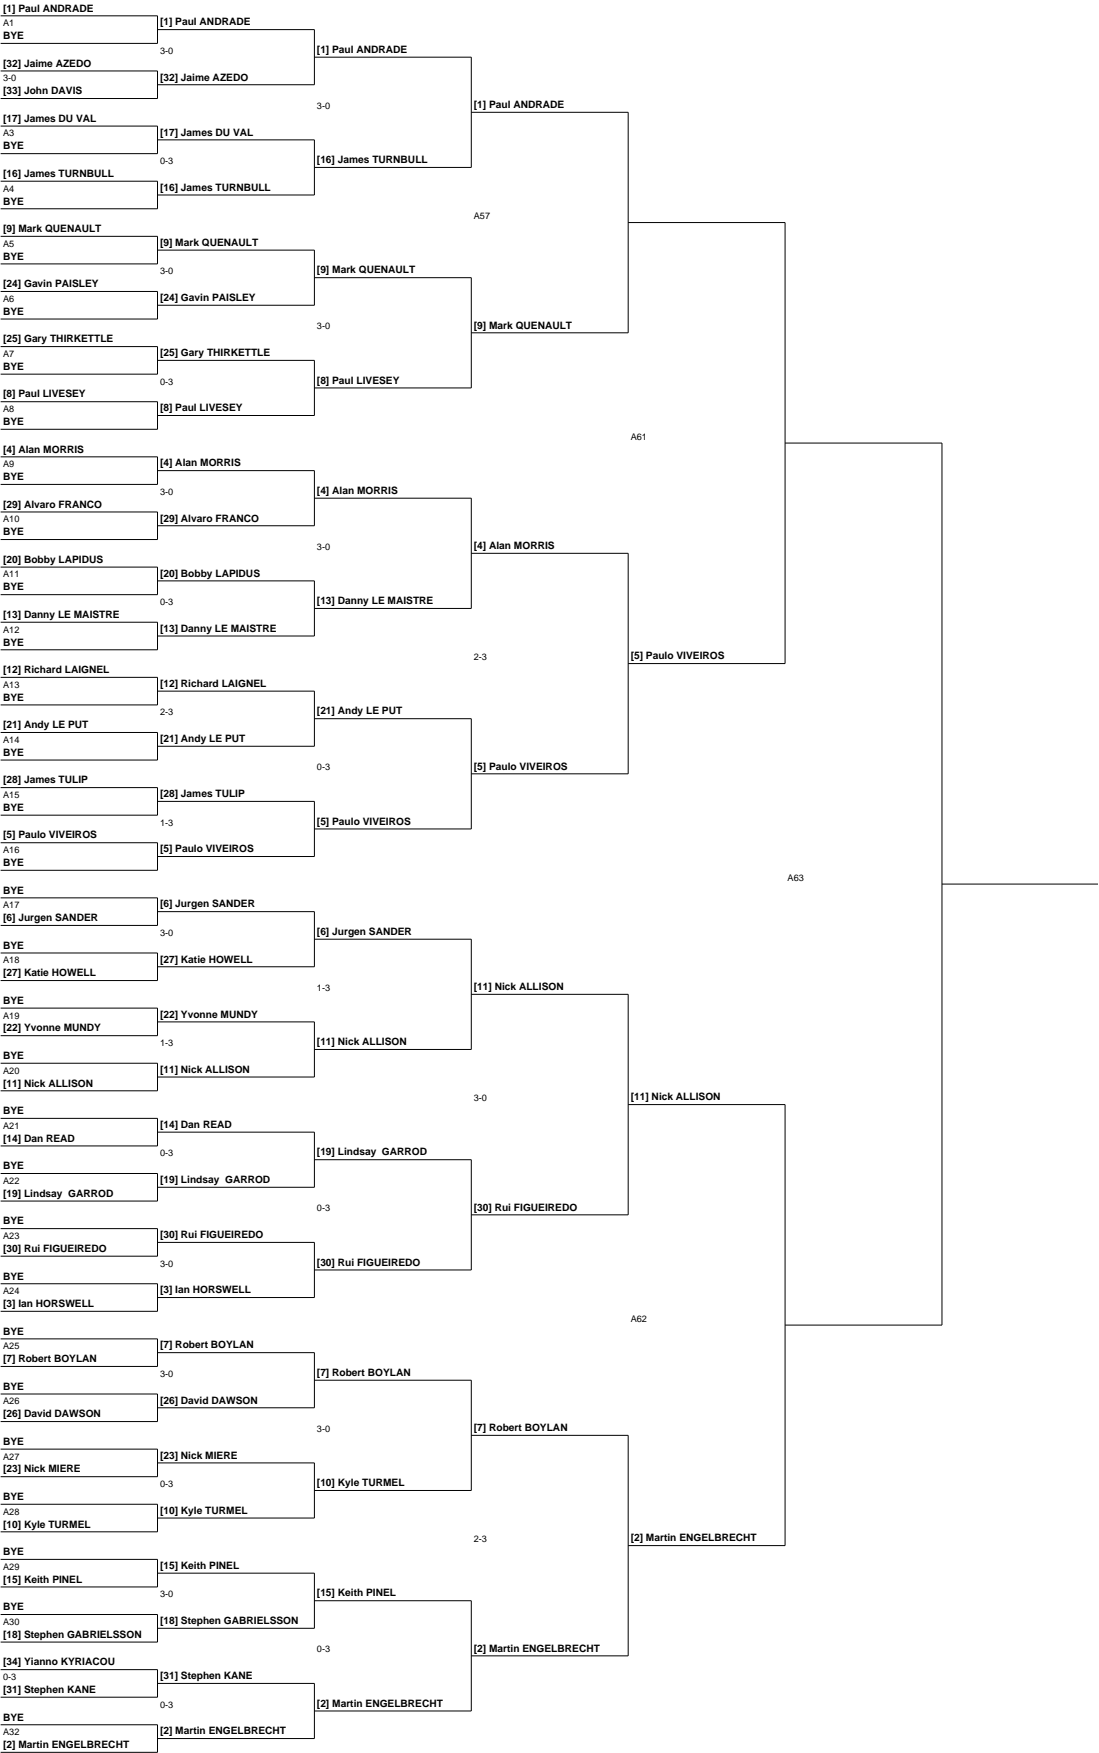 [1] Paul ANDRADE
A1
BYE
[32] Jaime AZEDO
3-0
[33] John DAVIS
[17] James DU VAL
A3
BYE
[16] James TURNBULL
A4
BYE
[9] Mark QUENAULT
A5
BYE
[24] Gavin PAISLEY
A6
BYE
[25] Gary THIRKETTLE
A7
BYE
[8] Paul LIVESEY
A8
BYE
[4] Alan MORRIS
A9
BYE
[29] Alvaro FRANCO
A10
BYE
[20] Bobby LAPIDUS
A11
BYE
[13] Danny LE MAISTRE
A12
BYE
[12] Richard LAIGNEL
A13
BYE
[21] Andy LE PUT
A14
BYE
[28] James TULIP
A15
BYE
[5] Paulo VIVEIROS
A16
BYE
BYE
A17
[6] Jurgen SANDER
BYE
A18
[27] Katie HOWELL
BYE
A19
[22] Yvonne MUNDY
BYE
A20
[11] Nick ALLISON
BYE
A21
[14] Dan READ
BYE
A22
[19] Lindsay  GARROD
BYE
A23
[30] Rui FIGUEIREDO
BYE
A24
[3] Ian HORSWELL
BYE
A25
[7] Robert BOYLAN
BYE
A26
[26] David DAWSON
BYE
A27
[23] Nick MIERE
BYE
A28
[10] Kyle TURMEL
BYE
A29
[15] Keith PINEL
BYE
A30
[18] Stephen GABRIELSSON
[34] Yianno KYRIACOU
0-3
[31] Stephen KANE
BYE
A32
[2] Martin ENGELBRECHT
[1] Paul ANDRADE
3-0
[32] Jaime AZEDO
[17] James DU VAL
0-3
[16] James TURNBULL
[9] Mark QUENAULT
3-0
[24] Gavin PAISLEY
[25] Gary THIRKETTLE
0-3
[8] Paul LIVESEY
[4] Alan MORRIS
3-0
[29] Alvaro FRANCO
[20] Bobby LAPIDUS
0-3
[13] Danny LE MAISTRE
[12] Richard LAIGNEL
2-3
[21] Andy LE PUT
[28] James TULIP
1-3
[5] Paulo VIVEIROS
[6] Jurgen SANDER
3-0
[27] Katie HOWELL
[22] Yvonne MUNDY
1-3
[11] Nick ALLISON
[14] Dan READ
0-3
[19] Lindsay  GARROD
[30] Rui FIGUEIREDO
3-0
[3] Ian HORSWELL
[7] Robert BOYLAN
3-0
[26] David DAWSON
[23] Nick MIERE
0-3
[10] Kyle TURMEL
[15] Keith PINEL
3-0
[18] Stephen GABRIELSSON
[31] Stephen KANE
0-3
[2] Martin ENGELBRECHT
[1] Paul ANDRADE
3-0
[16] James TURNBULL
[9] Mark QUENAULT
3-0
[8] Paul LIVESEY
[4] Alan MORRIS
3-0
[13] Danny LE MAISTRE
[21] Andy LE PUT
0-3
[5] Paulo VIVEIROS
[6] Jurgen SANDER
1-3
[11] Nick ALLISON
[19] Lindsay  GARROD
0-3
[30] Rui FIGUEIREDO
[7] Robert BOYLAN
3-0
[10] Kyle TURMEL
[15] Keith PINEL
0-3
[2] Martin ENGELBRECHT
[1] Paul ANDRADE
A57
[9] Mark QUENAULT
[4] Alan MORRIS
2-3
[5] Paulo VIVEIROS
[11] Nick ALLISON
3-0
[30] Rui FIGUEIREDO
[7] Robert BOYLAN
2-3
[2] Martin ENGELBRECHT
A61
[5] Paulo VIVEIROS
[11] Nick ALLISON
A62
[2] Martin ENGELBRECHT
A63